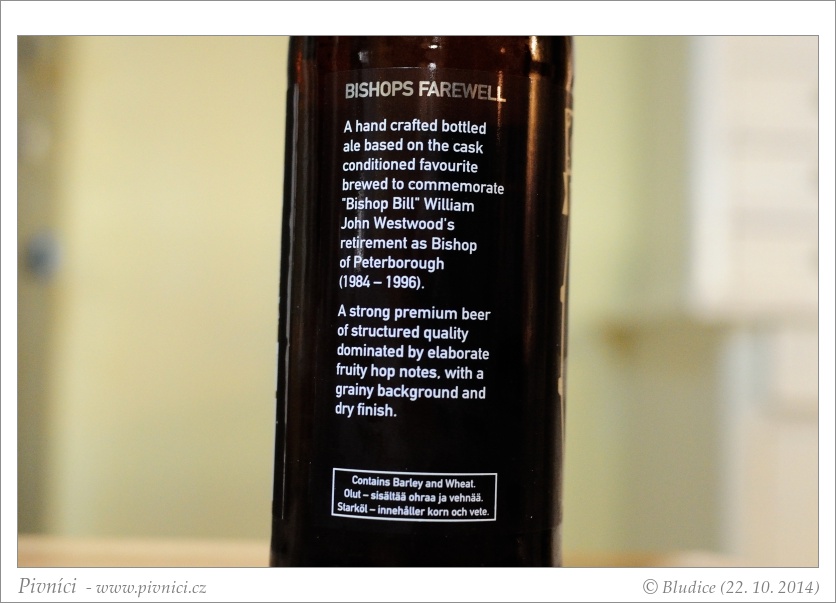 BISHOPS FAREWELL
A hand crafted bottled
ale based on the cask
conditioned favourite
brewed to commemorate
"Bishop Bill" William
John Westwood's
retirement as Bishop
of Peterborough
(1984 – 1996).
A strong premium beer
of structured quality
dominated by elaborate
fruity hop notes, with a
grainy background and
dry finish.
Contains Barley and Wheat.
Olut – sisältää ohraa ja vehnää.
Starköl – innehåller korn och vete.
Pivníci - www.pivnici.cz
© Bludice (22. 10. 2014)